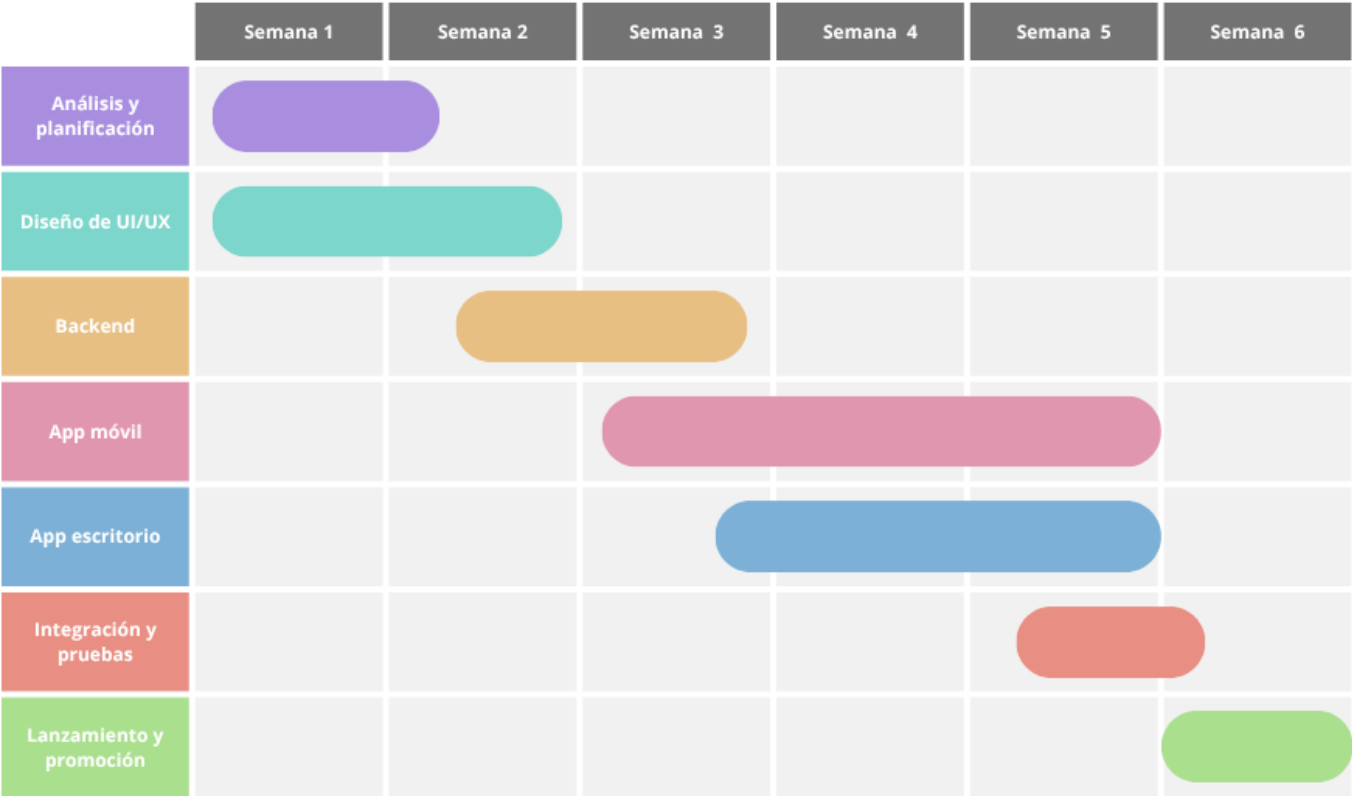 Semana 1
Semana 2
Semana 3
Semana 4
Semana 5
Semana 6
Análisis y
planificación
Diseño de UI/UX
Backend
App móvil
App escritorio
Integración y
pruebas
Lanzamiento y
promoción